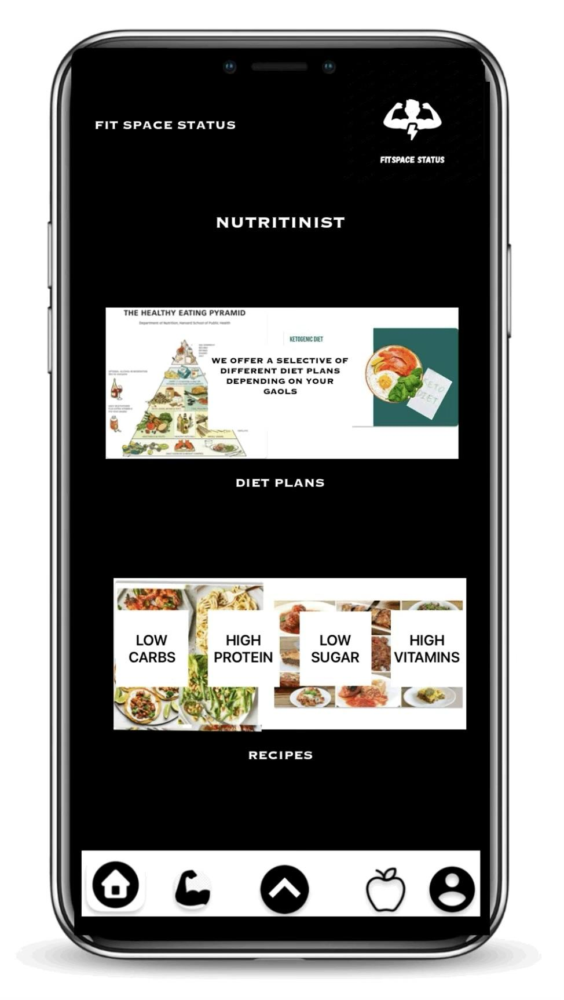 FIT SPACE STATUS
FITSPACE STATUS
NUTRITINIST
THE HEALTHY EATING PYRAMID
Department of Nutrition, Harvard School of Public Health
KETOGENIC DIET
WE OFFER A SELECTIVE OF
DIFFERENT DIET PLANS
DEPENDING ON YOUR
GAOLS
KETO
DIET
DIET PLANS
LOW
CARBS
HIGH
PROTEIN
LOW
SUGAR
HIGH
VITAMINS
RECIPES